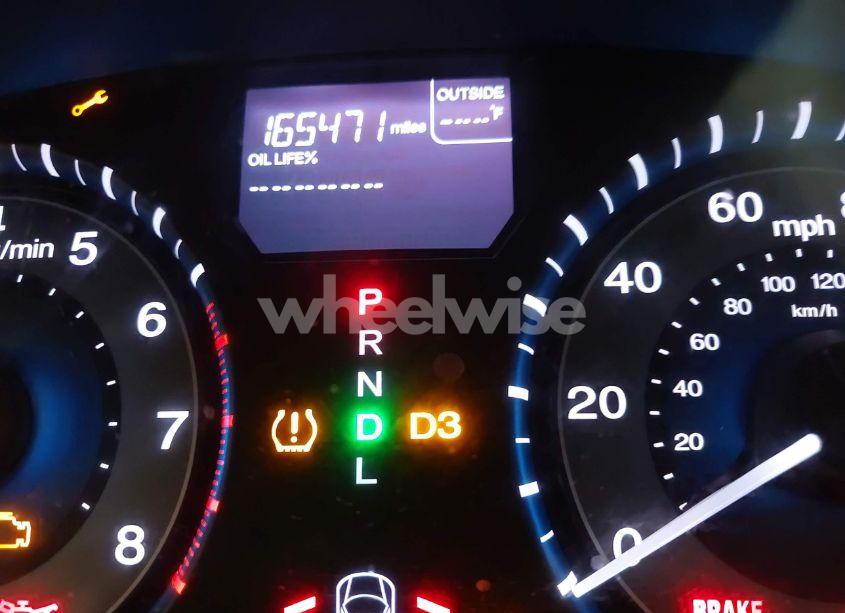 OUTSIDE
165471 miles
-----°F
OIL LIFE%
----------
/min
5
6
7
8
P
R
N
D D3
L
wheelwise
0
20
40
60
mph
20
40
60
80
100
120
km/h
BRAKE